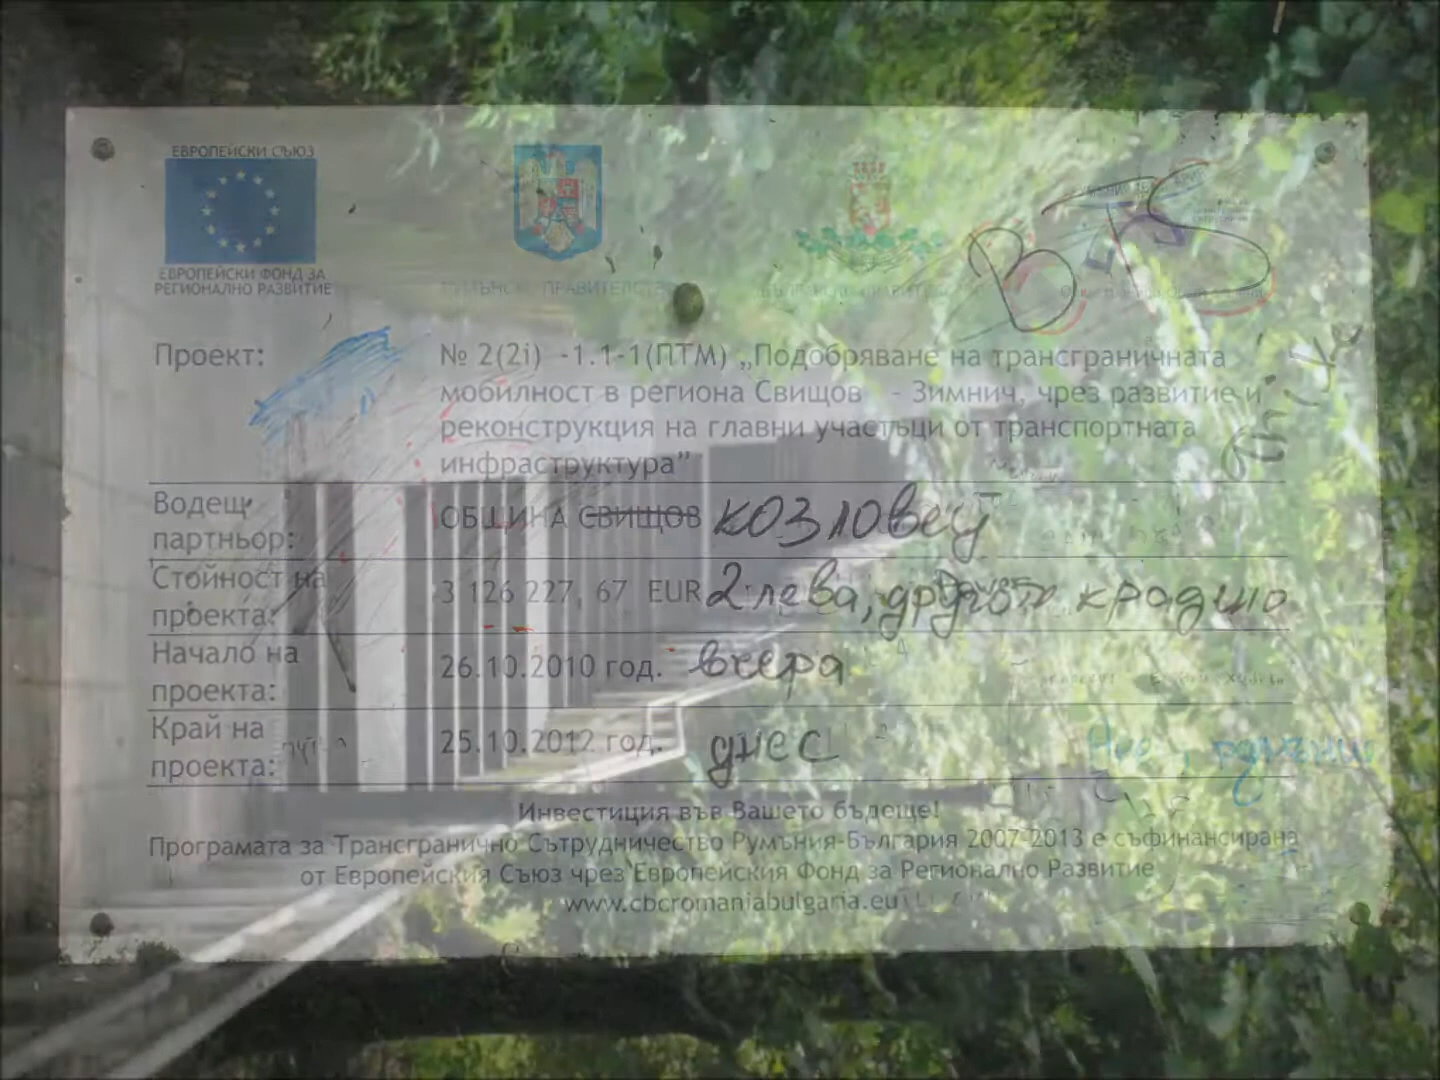 ЕВРОПЕЙСКИ СЪЮЗ
ЕВРОПЕЙСКИ ФОНД ЗА
РЕГИОНАЛНО РАЗВИТИЕ
BTS
Проект:
№ 2(2i) -1.1-1(ПТМ) „Подобряване на трансграничната
мобилност в региона Свищов - Зимнич, чрез развитие и
реконструкция на главни участъци от транспортната
инфраструктура”
Водещ
партньор:
ОБЩИНА СВИЩОВ КОЗЛОВЕЦ
Стойност на
проекта:
3 126 227, 67 EUR 2 лева, другото крадено
Начало на
проекта:
26.10.2010 год. вчера
Край на
проекта:
25.10.2012 год. днес
Инвестиция във Вашето бъдеще!
Програмата за Трансгранично Сътрудничество Румъния-България 2007-2013 е съфинансирана
от Европейския Съюз чрез Европейския Фонд за Регионално Развитие
www.cbcromaniabulgaria.eu